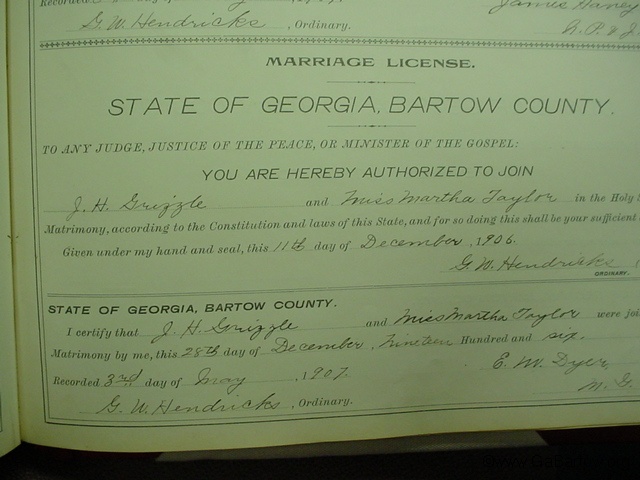 Recorded
G. W. Hendricks , Ordinary.
James Haney
MARRIAGE LICENSE.
STATE OF GEORGIA, BARTOW COUNTY.
TO ANY JUDGE, JUSTICE OF THE PEACE, OR MINISTER OF THE GOSPEL:
YOU ARE HEREBY AUTHORIZED TO JOIN
J. H. Grizzle and Miss Martha Taylor in the Holy
Matrimony, according to the Constitution and laws of this State, and for so doing this shall be your sufficient
Given under my hand and seal, this 11th day of December , 1906.
G. W. Hendricks
ORDINARY.
STATE OF GEORGIA, BARTOW COUNTY.
I certify that J. H. Grizzle and Miss Martha Taylor were
Matrimony by me, this 28th day of December , Nineteen Hundred and six.
E. M. Dyer
Recorded 3rd day of May , 1907. M. G.
G. W. Hendricks , Ordinary.